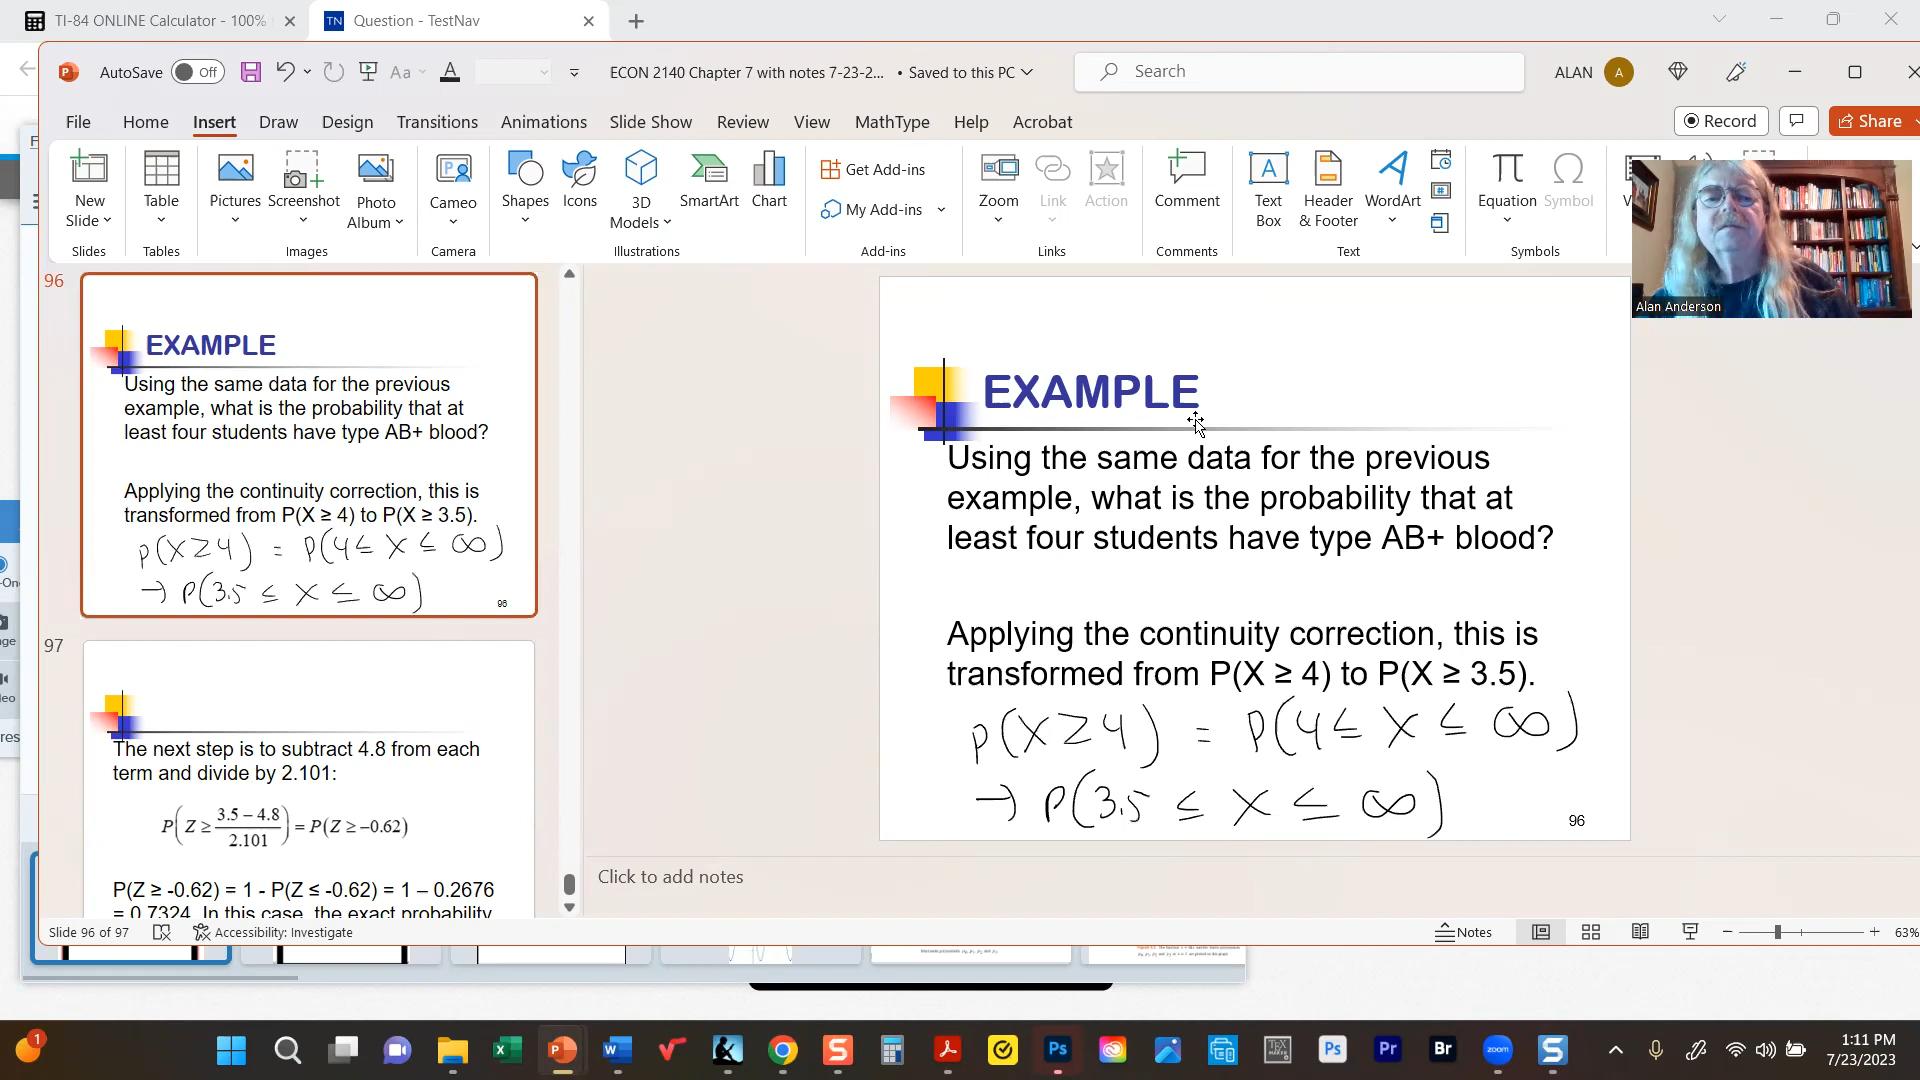 TI-84 ONLINE Calculator - 100%
TN Question - TestNav
AutoSave Off
ECON 2140 Chapter 7 with notes 7-23-2... • Saved to this PC
Search
ALAN A
File Home Insert Draw Design Transitions Animations Slide Show Review View MathType Help Acrobat
Record Share
New Slide
Table
Pictures
Screenshot
Photo Album
Cameo
Shapes
Icons
3D Models
SmartArt
Chart
Get Add-ins
My Add-ins
Zoom
Link
Action
Comment
Text Box
Header & Footer
WordArt
Equation
Symbol
Slides Tables Images Camera Illustrations Add-ins Links Comments Text Symbols
Alan Anderson
96
EXAMPLE
Using the same data for the previous
example, what is the probability that at
least four students have type AB+ blood?
Applying the continuity correction, this is
transformed from P(X ≥ 4) to P(X ≥ 3.5).
P(X ≥ 4) = P(4 ≤ X ≤ ∞)
→ P(3.5 ≤ X ≤ ∞)
96
97
The next step is to subtract 4.8 from each
term and divide by 2.101:
P(Z ≥ (3.5 – 4.8)/2.101) = P(Z ≥ –0.62)
P(Z ≥ -0.62) = 1 - P(Z ≤ -0.62) = 1 – 0.2676
= 0.7324. In this case, the exact probability
EXAMPLE
Using the same data for the previous
example, what is the probability that at
least four students have type AB+ blood?
Applying the continuity correction, this is
transformed from P(X ≥ 4) to P(X ≥ 3.5).
P(X ≥ 4) = P(4 ≤ X ≤ ∞)
→ P(3.5 ≤ X ≤ ∞)
96
Click to add notes
Slide 96 of 97 Accessibility: Investigate
Notes 63%
1:11 PM
7/23/2023